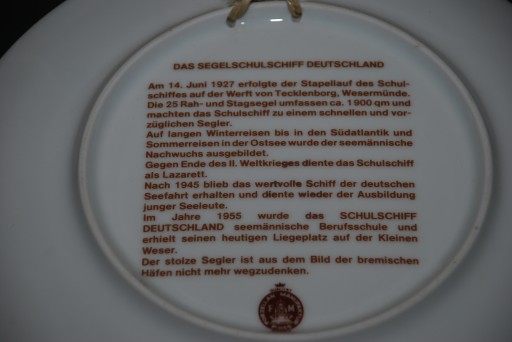 DAS SEGELSCHULSCHIFF DEUTSCHLAND
Am 14. Juni 1927 erfolgte der Stapellauf des Schul-
schiffes auf der Werft von Tecklenborg, Wesermünde.
Die 25 Rah- und Stagsegel umfassen ca. 1900 qm und
machten das Schulschiff zu einem schnellen und vor-
züglichen Segler.
Auf langen Winterreisen bis in den Südatlantik und
Sommerreisen in der Ostsee wurde der seemännische
Nachwuchs ausgebildet.
Gegen Ende des II. Weltkrieges diente das Schulschiff
als Lazarett.
Nach 1945 blieb das wertvolle Schiff der deutschen
Seefahrt erhalten und diente wieder der Ausbildung
junger Seeleute.
Im Jahre 1955 wurde das SCHULSCHIFF
DEUTSCHLAND seemännische Berufsschule und
erhielt seinen heutigen Liegeplatz auf der Kleinen
Weser.
Der stolze Segler ist aus dem Bild der bremischen
Häfen nicht mehr wegzudenken.